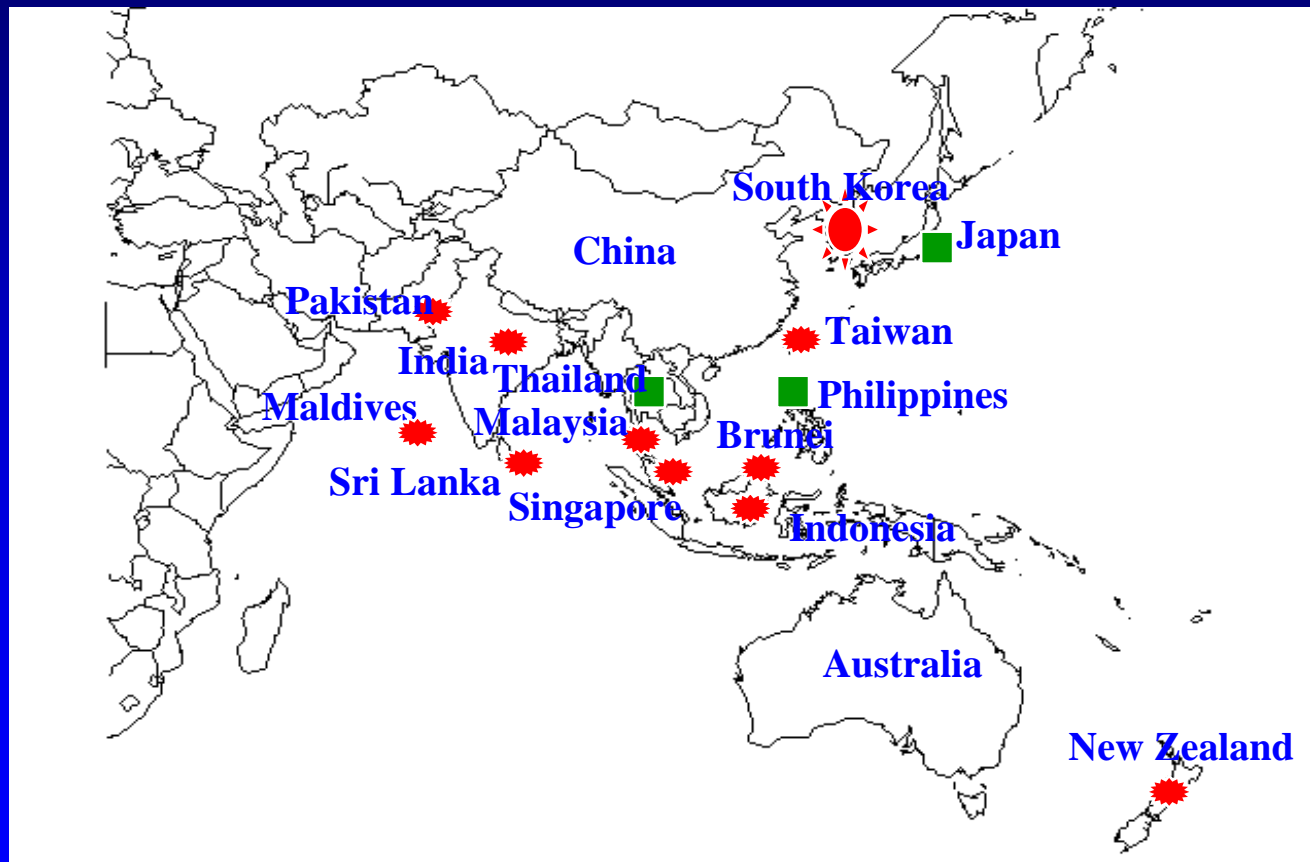 South Korea
Japan
China
Pakistan
Taiwan
India
Thailand
Philippines
Maldives
Malaysia
Brunei
Sri Lanka
Singapore
Indonesia
Australia
New Zealand